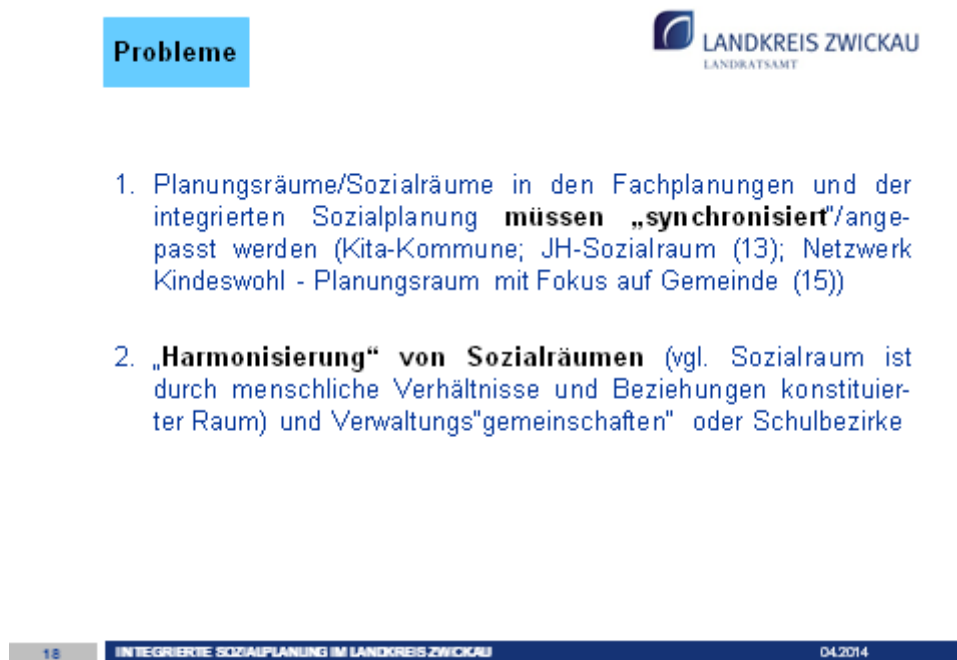 Probleme
LANDKREIS ZWICKAU
LANDRATSAMT
1. Planungsräume/Sozialräume in den Fachplanungen und der
integrierten Sozialplanung müssen „synchronisiert"/ange-
passt werden (Kita-Kommune; JH-Sozialraum (13); Netzwerk
Kindeswohl - Planungsraum mit Fokus auf Gemeinde (15))
2. „Harmonisierung“ von Sozialräumen (vgl. Sozialraum ist
durch menschliche Verhältnisse und Beziehungen konstituier-
ter Raum) und Verwaltungs"gemeinschaften" oder Schulbezirke
18 INTEGRIERTE SOZIALPLANUNG IM LANDKREIS ZWICKAU 04.2014